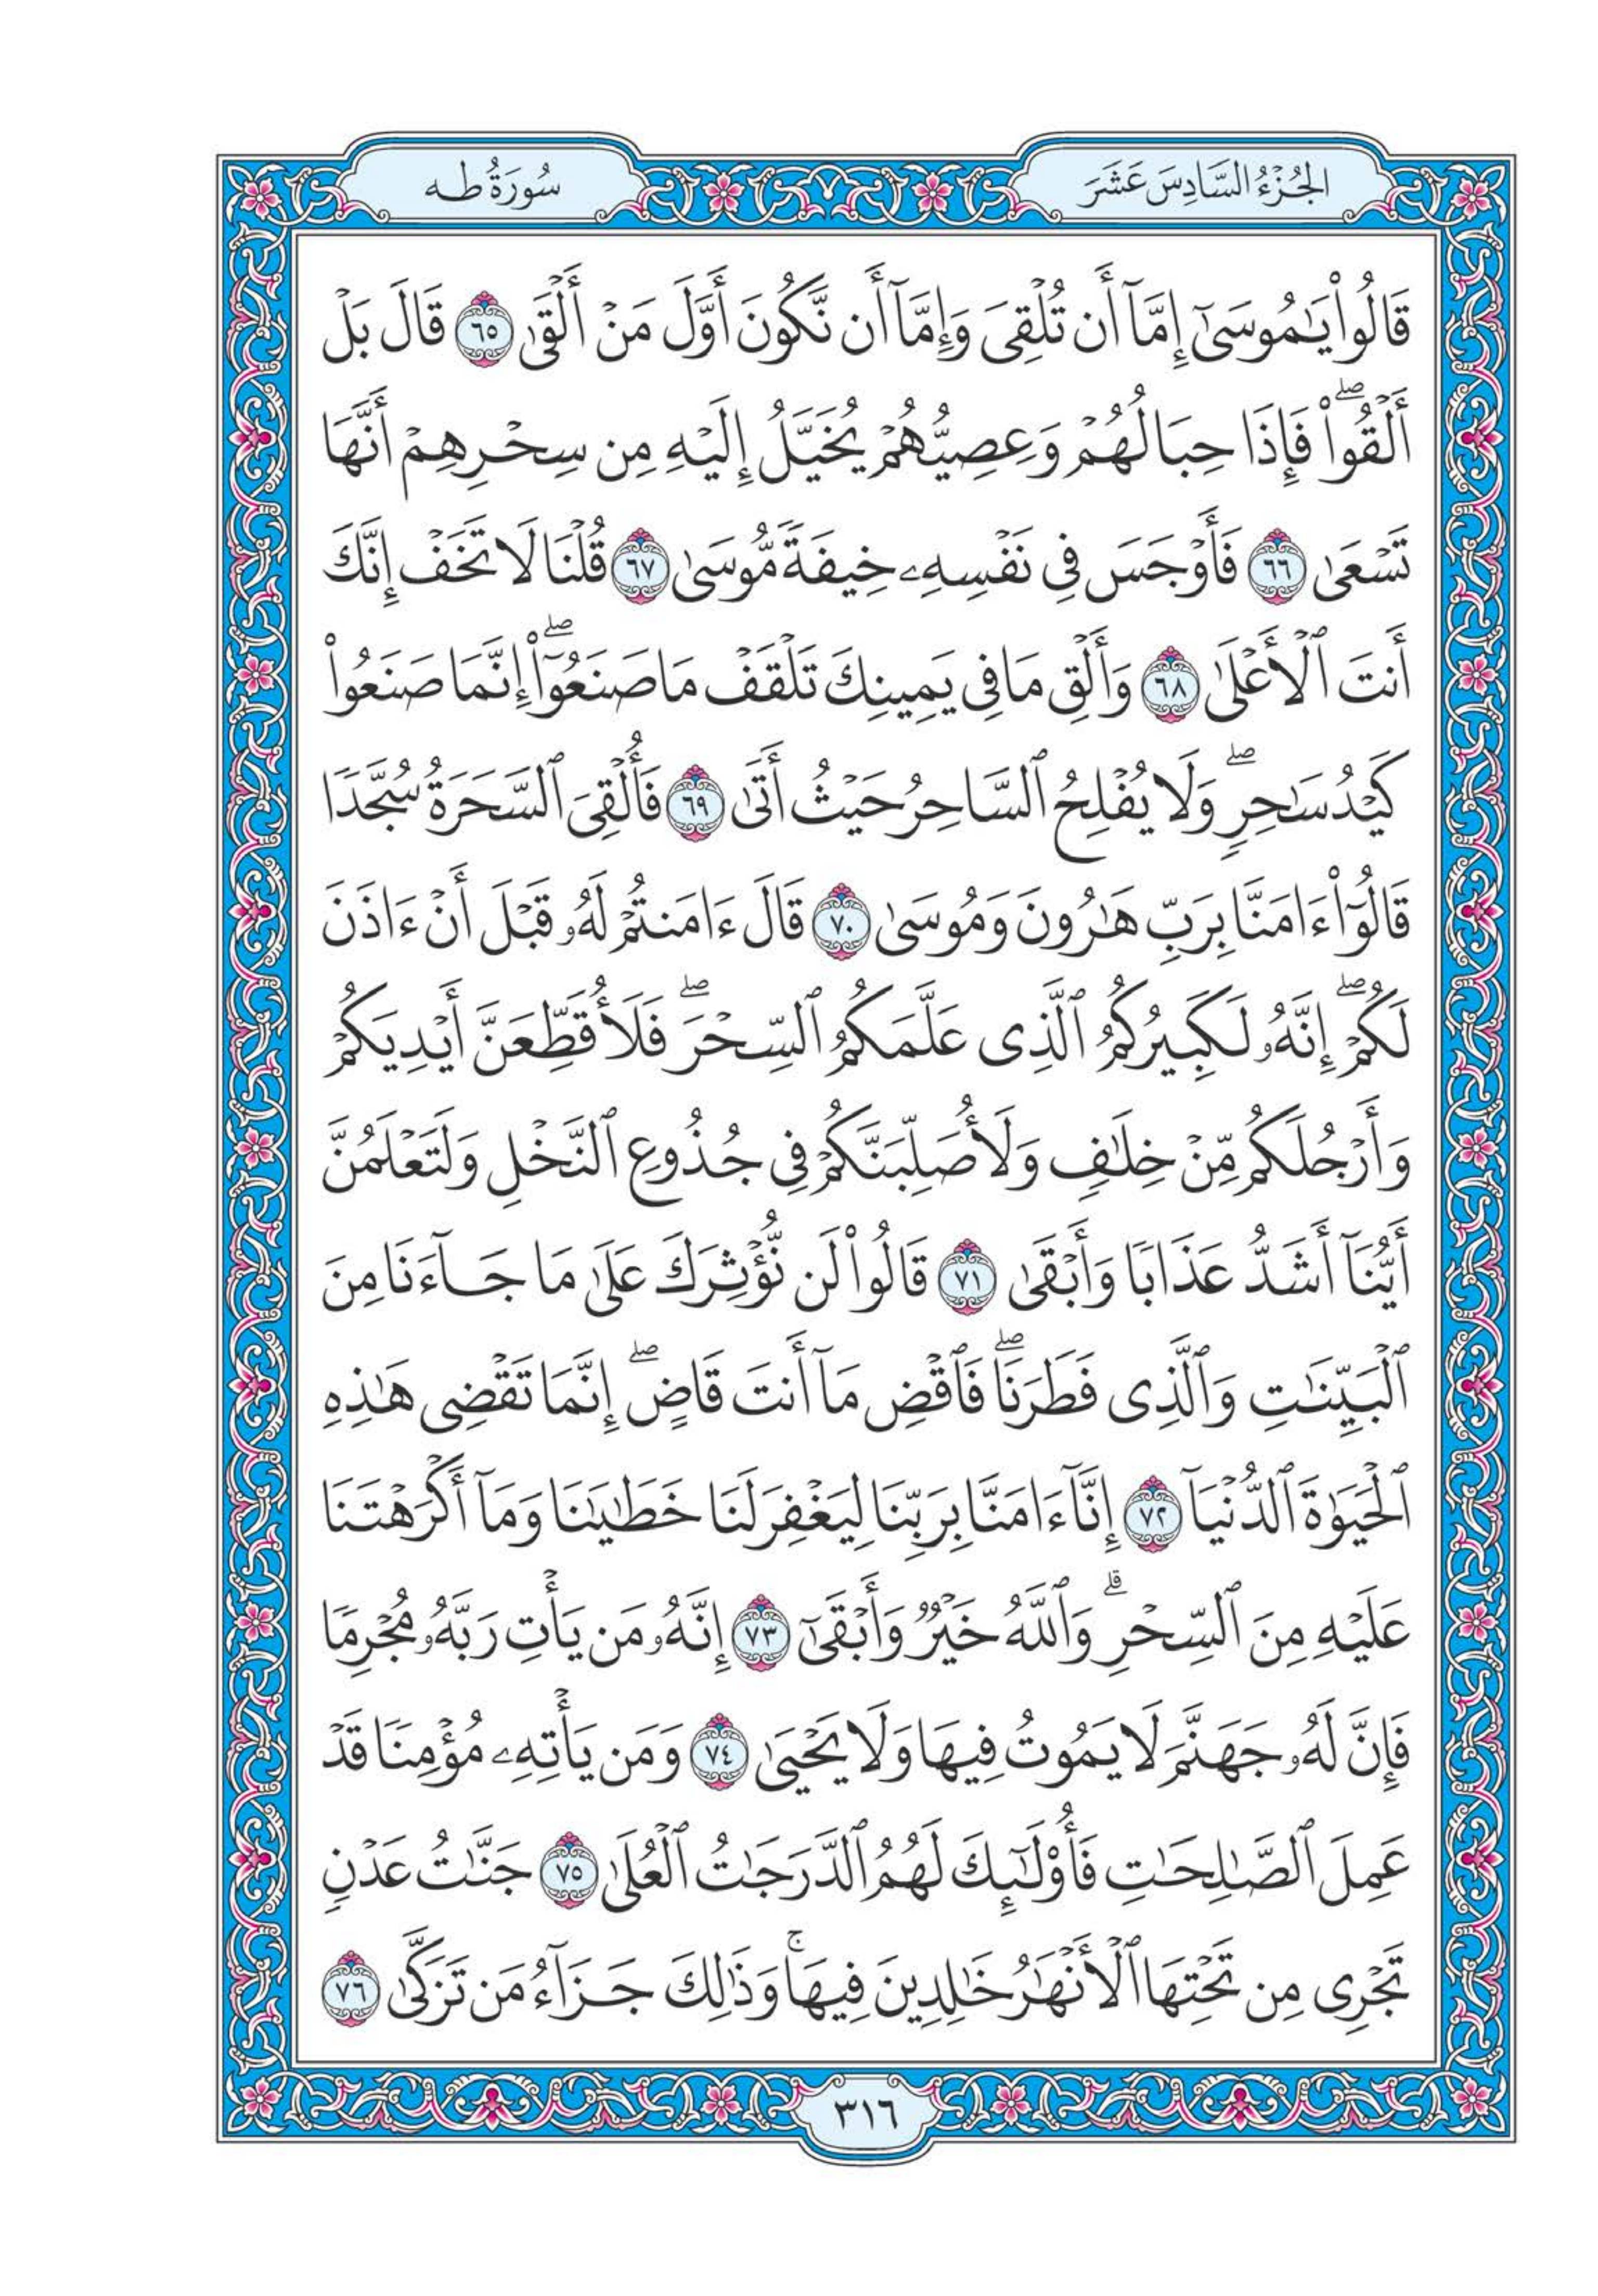 الجُزْءُ السَّادِسَ عَشَرَ
سُورَةُ طه
قَالُوا۟ يَـٰمُوسَىٰٓ إِمَّآ أَن تُلْقِىَ وَإِمَّآ أَن نَّكُونَ أَوَّلَ مَنْ أَلْقَىٰ ٦٥ قَالَ بَلْ
أَلْقُوا۟ۖ فَإِذَا حِبَالُهُمْ وَعِصِيُّهُمْ يُخَيَّلُ إِلَيْهِ مِن سِحْرِهِمْ أَنَّهَا
تَسْعَىٰ ٦٦ فَأَوْجَسَ فِى نَفْسِهِۦ خِيفَةً مُّوسَىٰ ٦٧ قُلْنَا لَا تَخَفْ إِنَّكَ
أَنتَ ٱلْأَعْلَىٰ ٦٨ وَأَلْقِ مَا فِى يَمِينِكَ تَلْقَفْ مَا صَنَعُوٓا۟ۖ إِنَّمَا صَنَعُوا۟
كَيْدُ سَـٰحِرٍۖ وَلَا يُفْلِحُ ٱلسَّاحِرُ حَيْثُ أَتَىٰ ٦٩ فَأُلْقِىَ ٱلسَّحَرَةُ سُجَّدًا
قَالُوٓا۟ ءَامَنَّا بِرَبِّ هَـٰرُونَ وَمُوسَىٰ ٧٠ قَالَ ءَامَنتُمْ لَهُۥ قَبْلَ أَنْ ءَاذَنَ
لَكُمْۖ إِنَّهُۥ لَكَبِيرُكُمُ ٱلَّذِى عَلَّمَكُمُ ٱلسِّحْرَۖ فَلَأُقَطِّعَنَّ أَيْدِيَكُمْ
وَأَرْجُلَكُم مِّنْ خِلَـٰفٍ وَلَأُصَلِّبَنَّكُمْ فِى جُذُوعِ ٱلنَّخْلِ وَلَتَعْلَمُنَّ
أَيُّنَآ أَشَدُّ عَذَابًا وَأَبْقَىٰ ٧١ قَالُوا۟ لَن نُّؤْثِرَكَ عَلَىٰ مَا جَآءَنَا مِنَ
ٱلْبَيِّنَـٰتِ وَٱلَّذِى فَطَرَنَاۖ فَٱقْضِ مَآ أَنتَ قَاضٍۖ إِنَّمَا تَقْضِى هَـٰذِهِ
ٱلْحَيَوٰةَ ٱلدُّنْيَآ ٧٢ إِنَّآ ءَامَنَّا بِرَبِّنَا لِيَغْفِرَ لَنَا خَطَـٰيَـٰنَا وَمَآ أَكْرَهْتَنَا
عَلَيْهِ مِنَ ٱلسِّحْرِۗ وَٱللَّهُ خَيْرٌ وَأَبْقَىٰٓ ٧٣ إِنَّهُۥ مَن يَأْتِ رَبَّهُۥ مُجْرِمًا
فَإِنَّ لَهُۥ جَهَنَّمَ لَا يَمُوتُ فِيهَا وَلَا يَحْيَىٰ ٧٤ وَمَن يَأْتِهِۦ مُؤْمِنًا قَدْ
عَمِلَ ٱلصَّـٰلِحَـٰتِ فَأُو۟لَـٰٓئِكَ لَهُمُ ٱلدَّرَجَـٰتُ ٱلْعُلَىٰ ٧٥ جَنَّـٰتُ عَدْنٍ
تَجْرِى مِن تَحْتِهَا ٱلْأَنْهَـٰرُ خَـٰلِدِينَ فِيهَاۚ وَذَٰلِكَ جَزَآءُ مَن تَزَكَّىٰ ٧٦
٣١٦